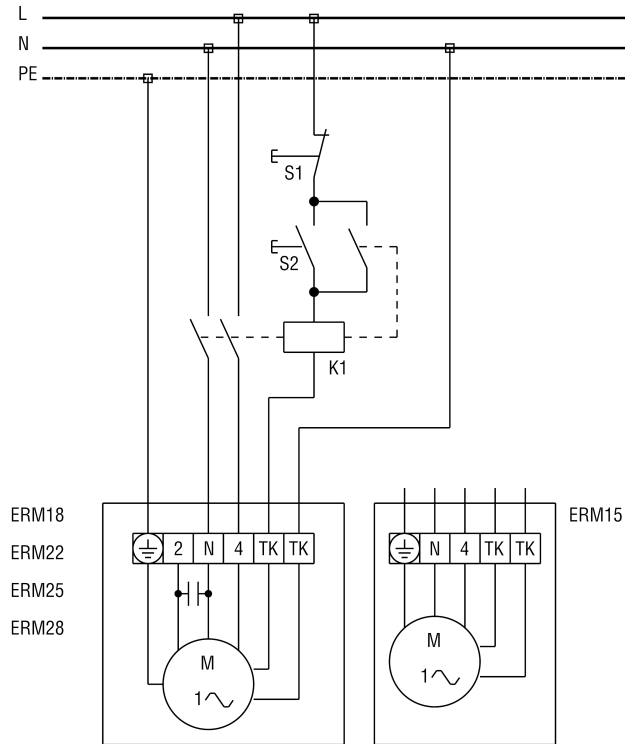 L
N
PE
S1
S2
K1
ERM18
ERM22
ERM25
ERM28
2 N 4 TK TK
M
1
ERM15
N 4 TK TK
M
1